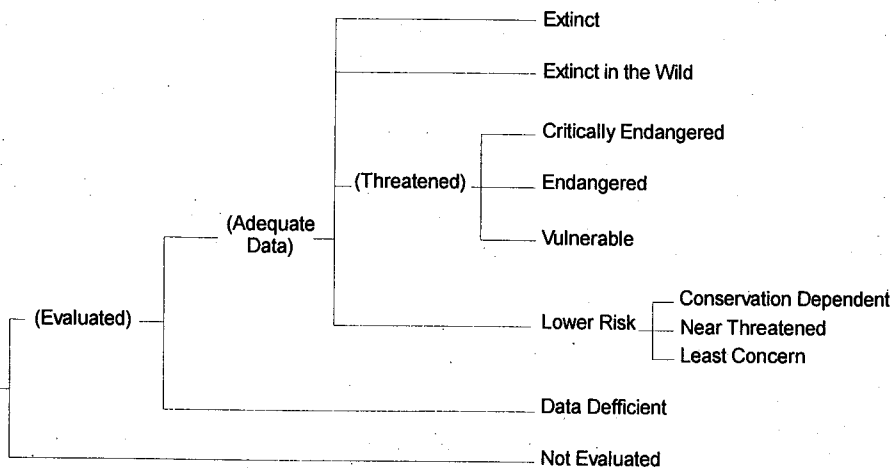 Extinct
Extinct in the Wild
Critically Endangered
(Threatened)
Endangered
(Adequate
Data)
Vulnerable
Conservation Dependent
(Evaluated)
Lower Risk
Near Threatened
Least Concern
Data Defficient
Not Evaluated